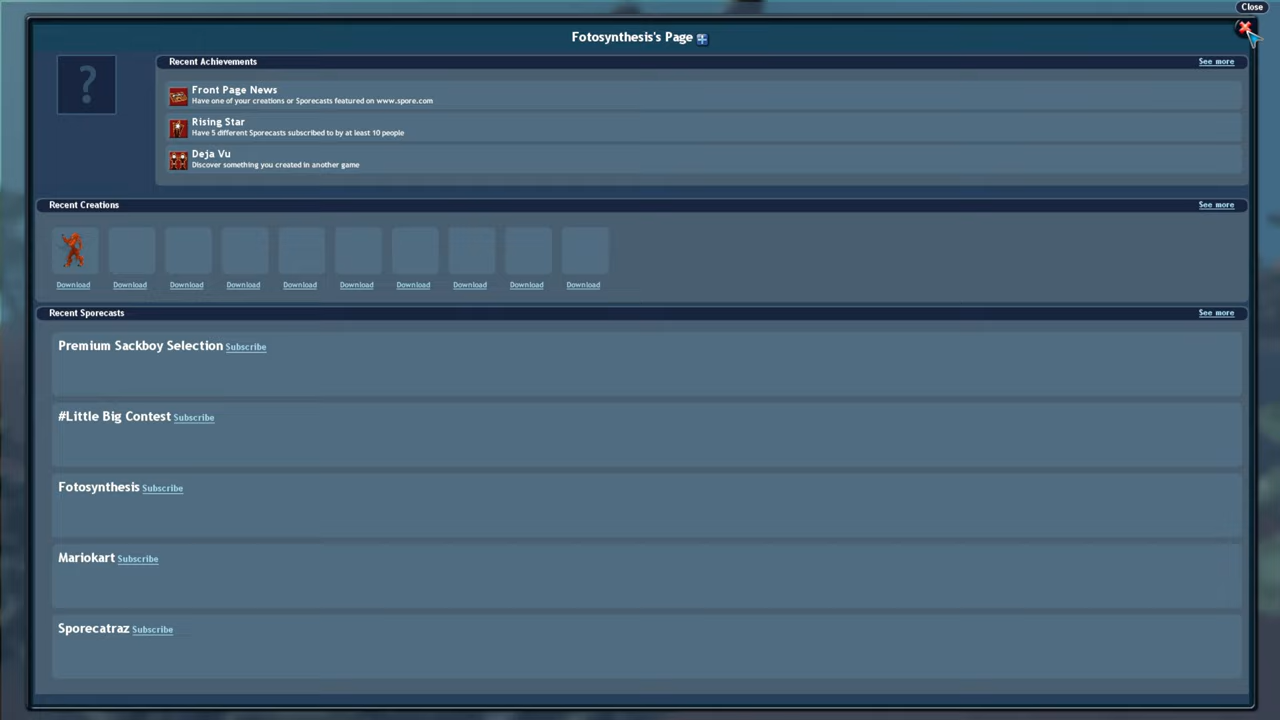 Close
Fotosynthesis's Page
Recent Achievements See more
Front Page News
Have one of your creations or Sporecasts featured on www.spore.com
Rising Star
Have 5 different Sporecasts subscribed to by at least 10 people
Deja Vu
Discover something you created in another game
Recent Creations See more
?
Download Download Download Download Download Download Download Download Download Download
Recent Sporecasts See more
Premium Sackboy Selection Subscribe
#Little Big Contest Subscribe
Fotosynthesis Subscribe
Mariokart Subscribe
Sporecatraz Subscribe